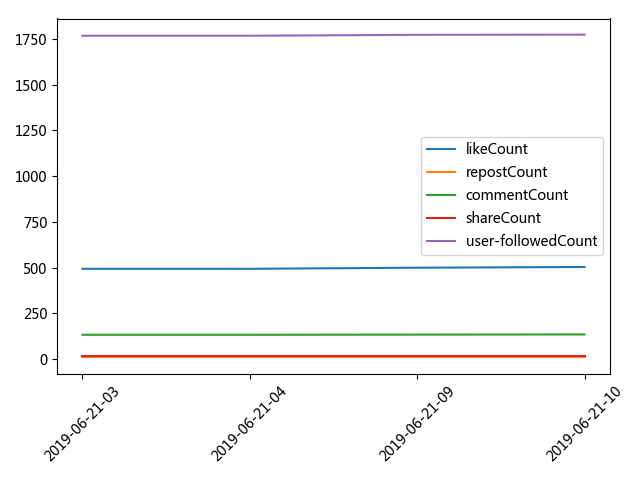 1750
1500
1250
1000
750
500
250
0
likeCount
repostCount
commentCount
shareCount
user-followedCount
2019-06-21-03
2019-06-21-04
2019-06-21-09
2019-06-21-10